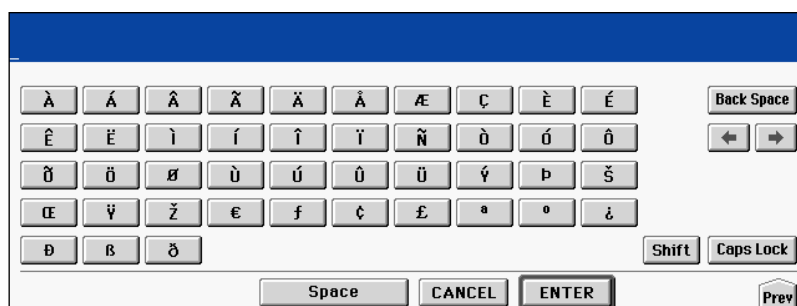 _
À Á Â Ã Ä Å Æ Ç È É Back Space
Ê Ë Ì Í Î Ï Ñ Ò Ó Ô ← →
Õ Ö Ø Ù Ú Û Ü Ý Þ Š
Œ Ÿ Ž € ƒ ¢ £ ª º ¿
Ð ß ð Shift Caps Lock
Space CANCEL ENTER Prev